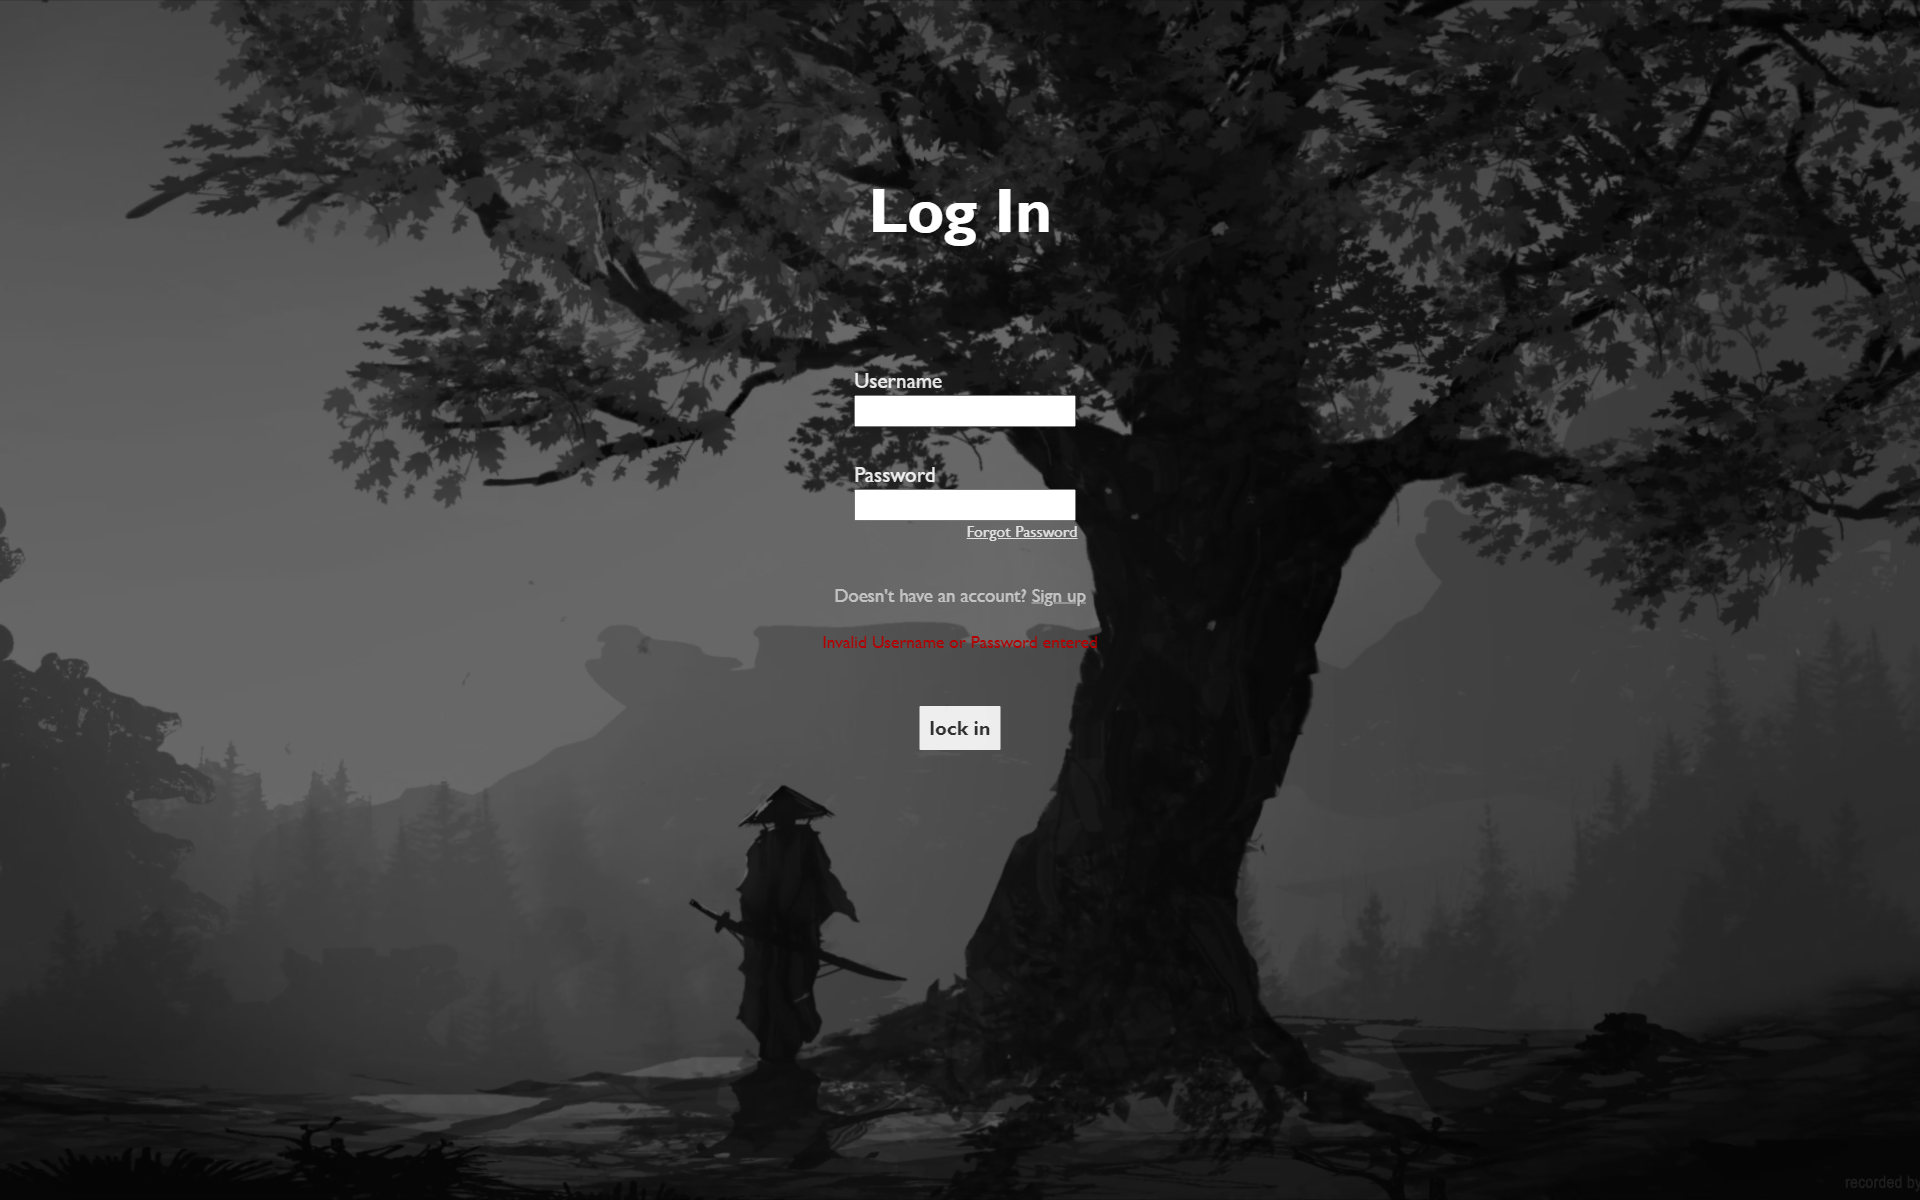 Log In
Username
Password
Forgot Password
Doesn't have an account? Sign up
Invalid Username or Password entered
lock in
recorded by